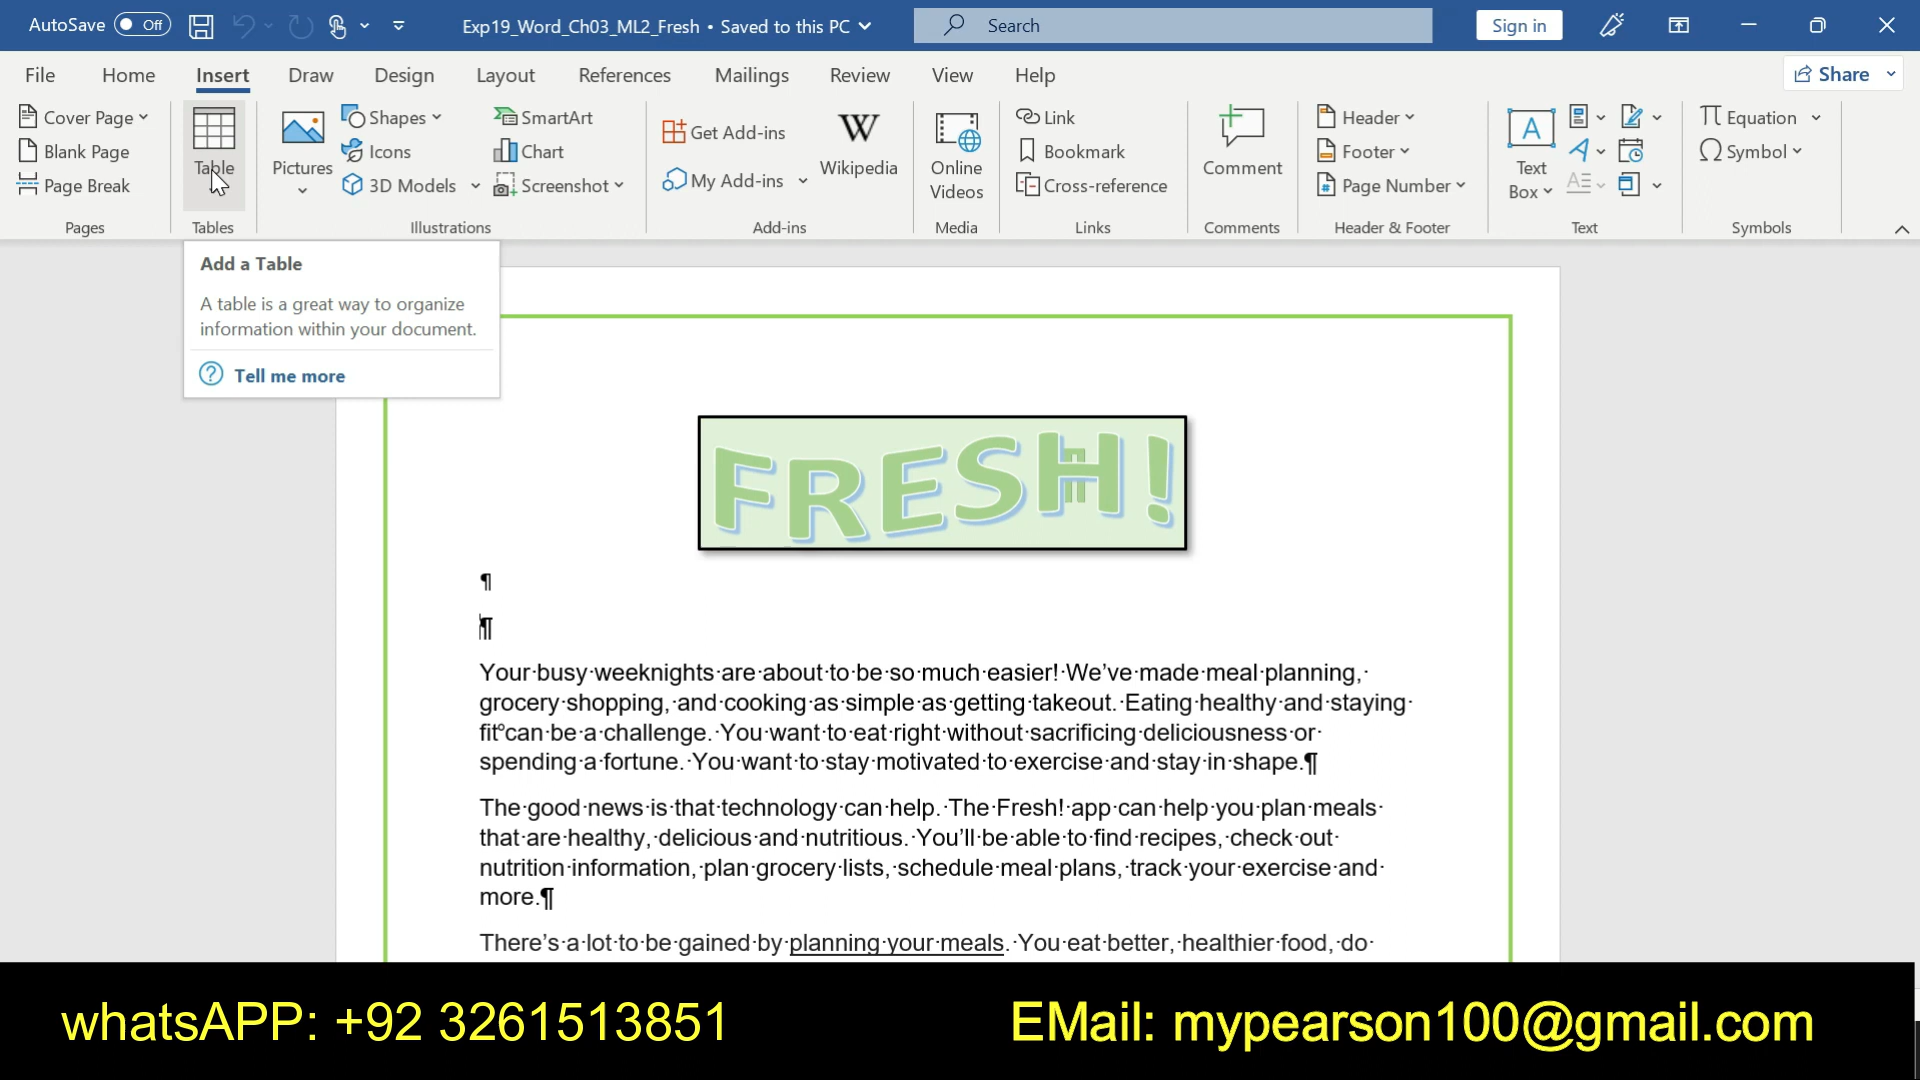 AutoSave Off Exp19_Word_Ch03_ML2_Fresh • Saved to this PC Search Sign in
File Home Insert Draw Design Layout References Mailings Review View Help Share
Cover Page
Blank Page
Page Break
Pages
Table
Tables
Pictures
Shapes
Icons
3D Models
SmartArt
Chart
Screenshot
Illustrations
Get Add-ins
My Add-ins
Wikipedia
Add-ins
Online
Videos
Media
Link
Bookmark
Cross-reference
Links
Comment
Comments
Header
Footer
Page Number
Header & Footer
Text
Box
Text
Equation
Symbol
Symbols
Add a Table
A table is a great way to organize
information within your document.
Tell me more
FRESH!
¶
¶
Your·busy·weeknights·are·about·to·be·so·much·easier!·We’ve·made·meal·planning,·
grocery·shopping,·and·cooking·as·simple·as·getting·takeout.·Eating·healthy·and·staying·
fit°can·be·a·challenge.·You·want·to·eat·right·without·sacrificing·deliciousness·or·
spending·a·fortune.·You·want·to·stay·motivated·to·exercise·and·stay·in·shape.¶
The·good·news·is·that·technology·can·help.·The·Fresh!·app·can·help·you·plan·meals·
that·are·healthy,·delicious·and·nutritious.·You’ll·be·able·to·find·recipes,·check·out·
nutrition·information,·plan·grocery·lists,·schedule·meal·plans,·track·your·exercise·and·
more.¶
There’s·a·lot·to·be·gained·by·planning·your·meals.·You·eat·better,·healthier·food,·do·
whatsAPP: +92 3261513851
EMail: mypearson100@gmail.com